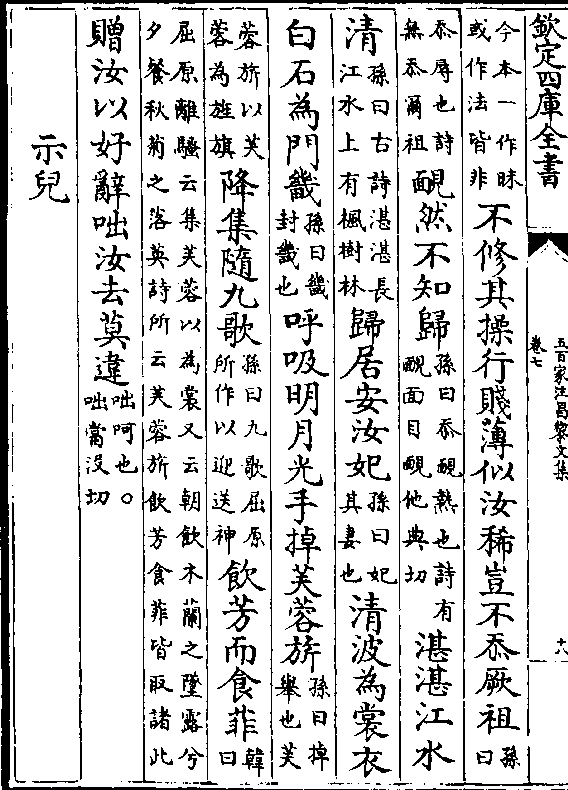 欽定四庫全書
五百家注昌黎文集
卷七
十八
今本一作昧
或作法皆非
不修其操行賤薄似汝稀豈不忝厥祖
孫曰
忝辱也詩
無忝爾祖
靦然不知歸
孫曰忝靦熱也詩有
靦面目靦他典切
湛湛江水
清
孫曰古詩湛湛長
江水上有楓樹林
歸居安汝妃
孫曰妃
其妻也
清波為裳衣
白石為門畿
孫曰畿
封畿也
呼吸明月光手掉芙蓉旂
孫曰掉
舉也芙
蓉旂以芙
蓉為旌旗
降集隨九歌
孫曰九歌屈原
所作以迎送神
飲芳而食菲
韓曰
屈原離騷云集芙蓉以為裳又云朝飲木蘭之墜露兮
夕餐秋菊之落英詩所云芙蓉旂飲芳食菲皆取諸此
贈汝以好辭咄汝去莫違
咄呵也○
咄當沒切
示兒